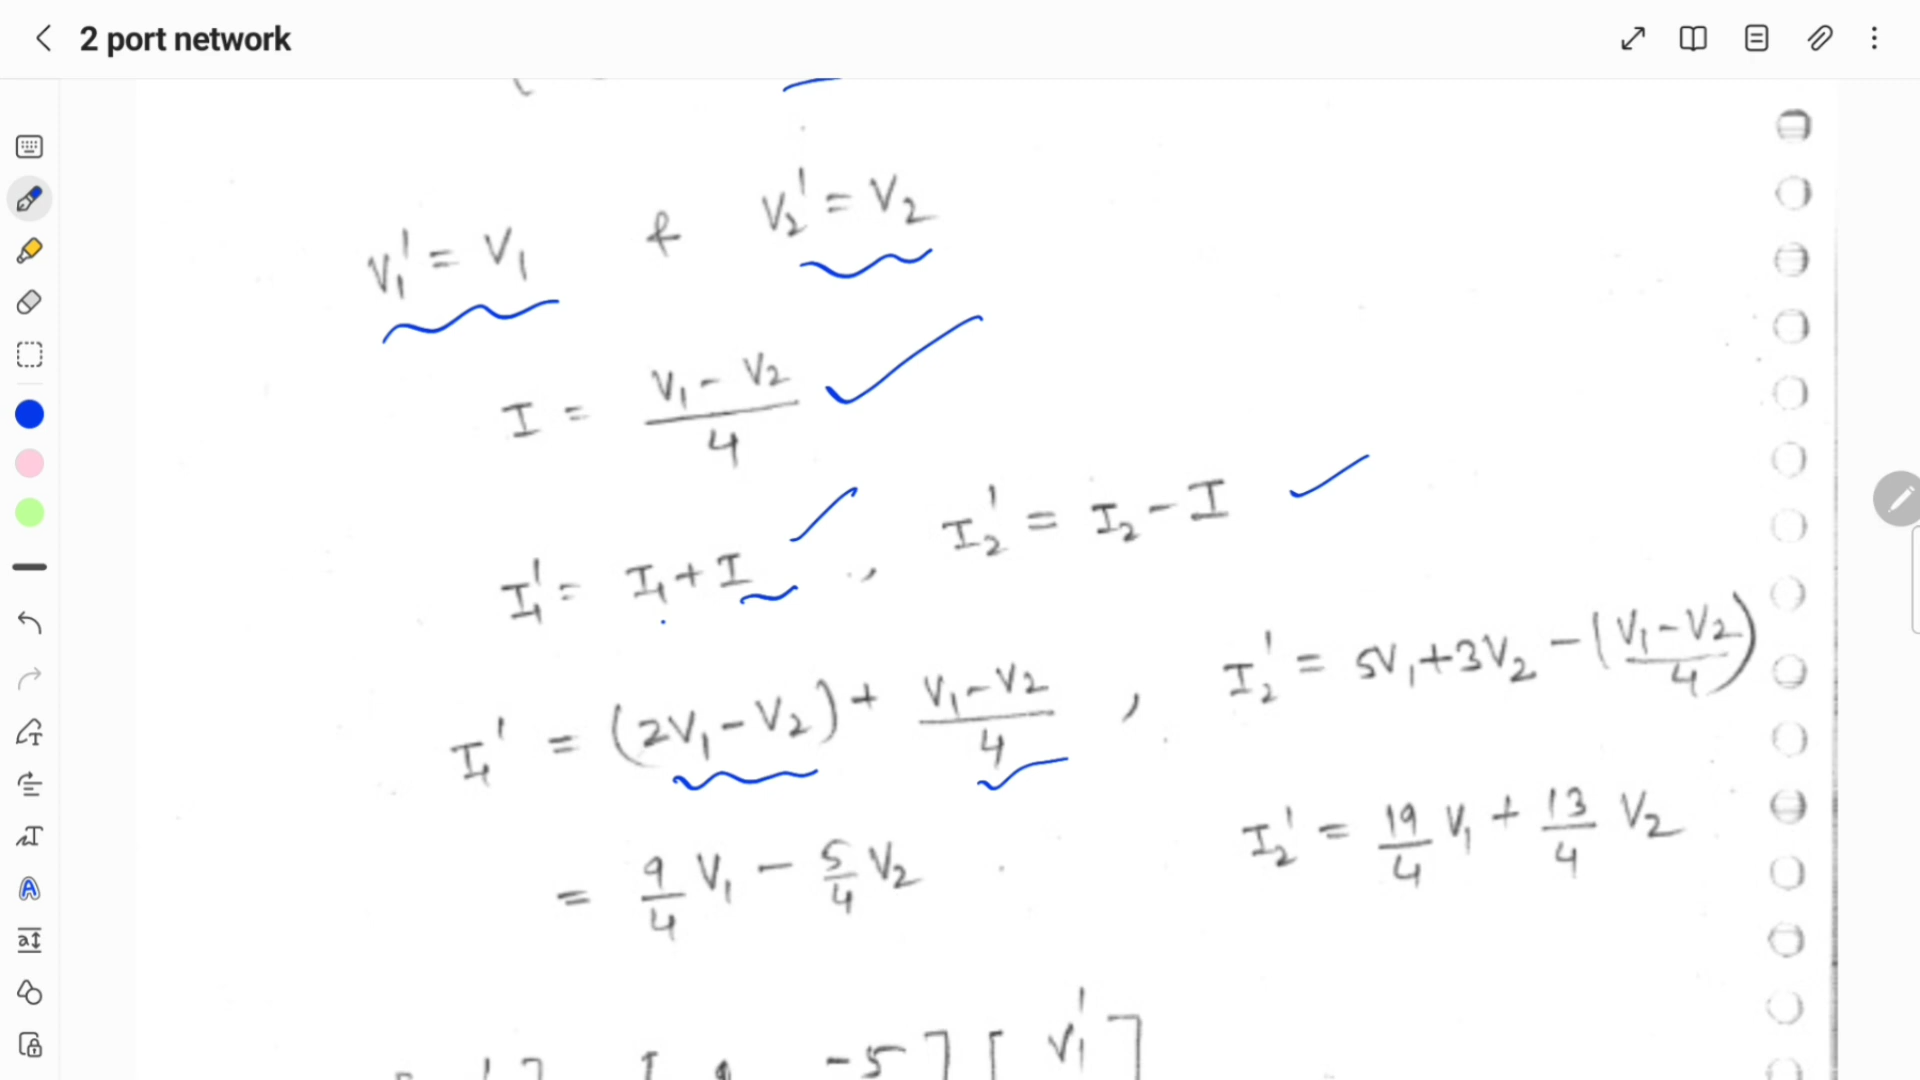 2 port network
V₁' = V₁ & V₂' = V₂
I = (V₁ - V₂)/4
I₁' = I₁ + I , I₂' = I₂ - I
I₁' = (2V₁ - V₂) + (V₁ - V₂)/4 , I₂' = 5V₁ + 3V₂ - ((V₁ - V₂)/4)
= 9/4 V₁ - 5/4 V₂ I₂' = 19/4 V₁ + 13/4 V₂
-5 ] [ V₁' ]